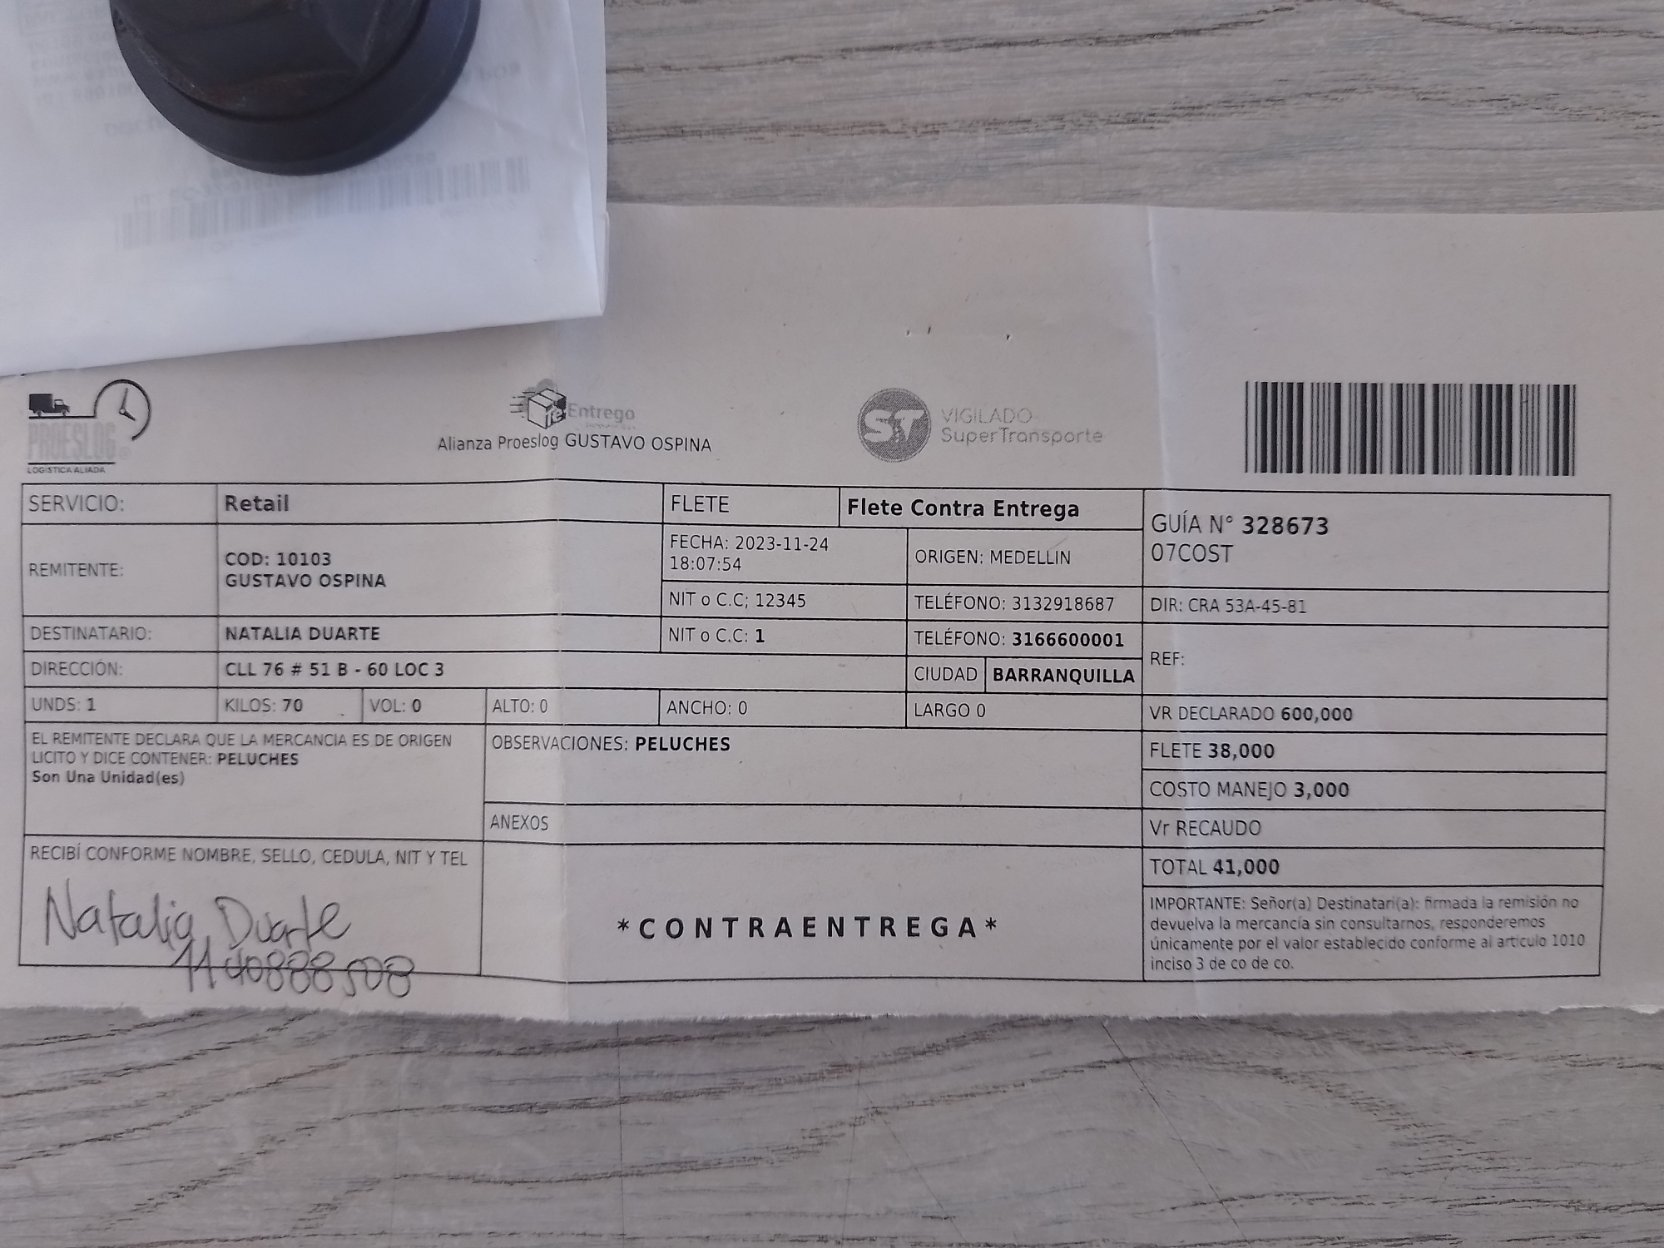 PROESLOG
LOGISTICA ALIADA
Entrego
Alianza Proeslog GUSTAVO OSPINA
ST
VIGILADO
SuperTransporte
SERVICIO: Retail
FLETE Flete Contra Entrega
GUÍA N° 328673
07COST
REMITENTE:
COD: 10103
GUSTAVO OSPINA
FECHA: 2023-11-24
18:07:54
ORIGEN: MEDELLIN
NIT o C.C; 12345
TELÉFONO: 3132918687
DIR: CRA 53A-45-81
DESTINATARIO: NATALIA DUARTE
NIT o C.C: 1
TELÉFONO: 3166600001
REF:
DIRECCIÓN: CLL 76 # 51 B - 60 LOC 3
CIUDAD BARRANQUILLA
UNDS: 1 KILOS: 70 VOL: 0 ALTO: 0 ANCHO: 0 LARGO 0
VR DECLARADO 600,000
EL REMITENTE DECLARA QUE LA MERCANCIA ES DE ORIGEN
LICITO Y DICE CONTENER: PELUCHES
Son Una Unidad(es)
OBSERVACIONES: PELUCHES
FLETE 38,000
COSTO MANEJO 3,000
ANEXOS
Vr RECAUDO
TOTAL 41,000
RECIBÍ CONFORME NOMBRE, SELLO, CEDULA, NIT Y TEL
Natalia Duarte
1140888508
*CONTRAENTREGA*
IMPORTANTE: Señor(a) Destinatari(a): firmada la remisión no
devuelva la mercancía sin consultarnos, responderemos
únicamente por el valor establecido conforme al articulo 1010
inciso 3 de co de co.